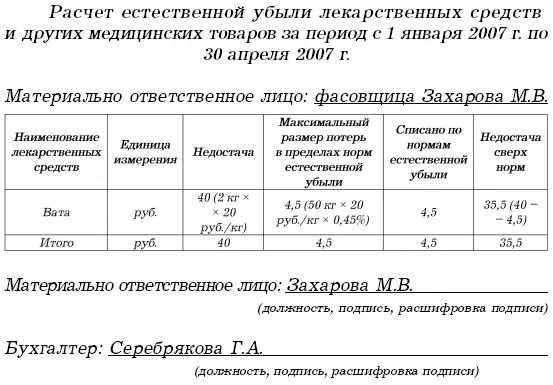 Расчет естественной убыли лекарственных средств
и других медицинских товаров за период с 1 января 2007 г. по
30 апреля 2007 г.
Материально ответственное лицо: фасовщица Захарова М.В.
Наименование лекарственных средств
Единица измерения
Недостача
Максимальный размер потерь в пределах норм естественной убыли
Списано по нормам естественной убыли
Недостача сверх норм
Вата
руб.
40 (2 кг ×
× 20
руб./кг)
4,5 (50 кг × 20
руб./кг × 0,45%)
4,5
35,5 (40 −
− 4,5)
Итого
руб.
40
4,5
4,5
35,5
Материально ответственное лицо: Захарова М.В.
(должность, подпись, расшифровка подписи)
Бухгалтер: Серебрякова Г.А.
(должность, подпись, расшифровка подписи)